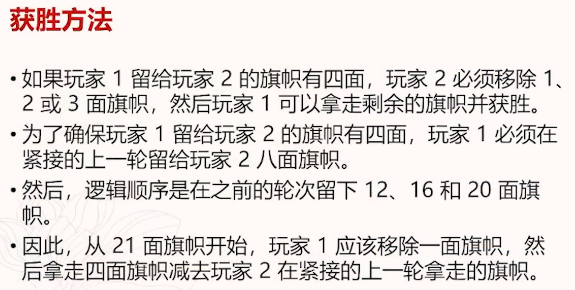 获胜方法
• 如果玩家 1 留给玩家 2 的旗帜有四面，玩家 2 必须移除 1、
2 或 3 面旗帜，然后玩家 1 可以拿走剩余的旗帜并获胜。
• 为了确保玩家 1 留给玩家 2 的旗帜有四面，玩家 1 必须在
紧接的上一轮留给玩家 2 八面旗帜。
• 然后，逻辑顺序是在之前的轮次留下 12、16 和 20 面旗
帜。
• 因此，从 21 面旗帜开始，玩家 1 应该移除一面旗帜，然
后拿走四面旗帜减去玩家 2 在紧接的上一轮拿走的旗帜。